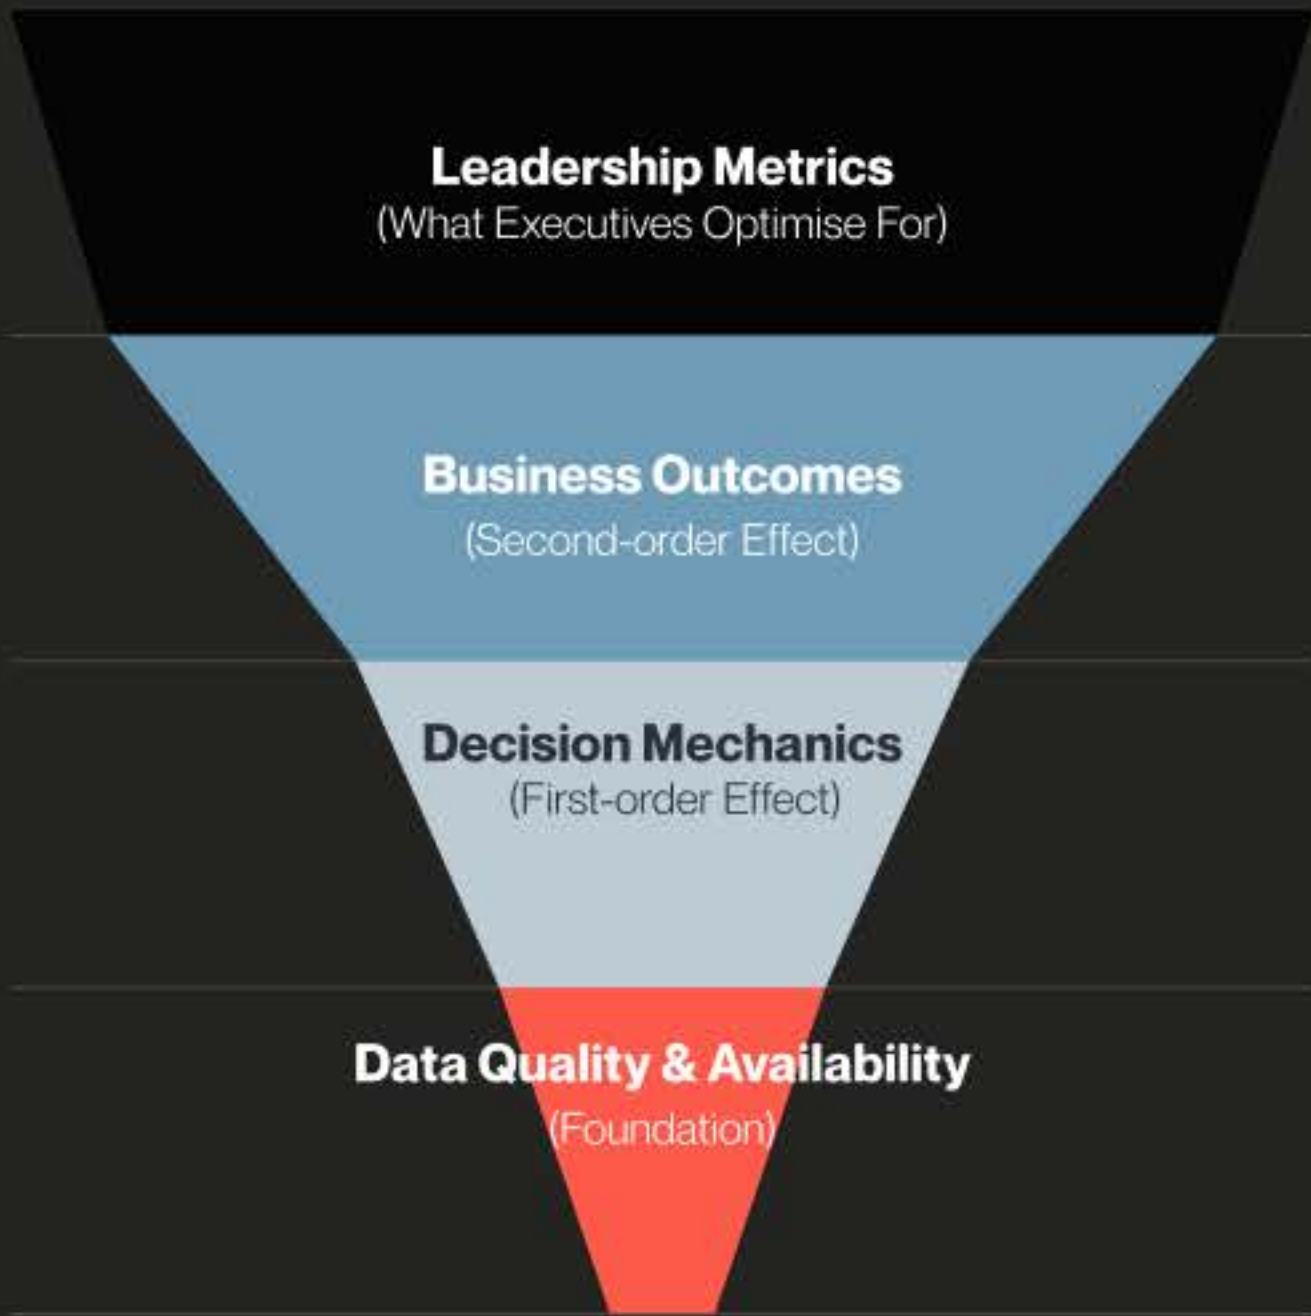 Leadership Metrics
(What Executives Optimise For)
Business Outcomes
(Second-order Effect)
Decision Mechanics
(First-order Effect)
Data Quality & Availability
(Foundation)